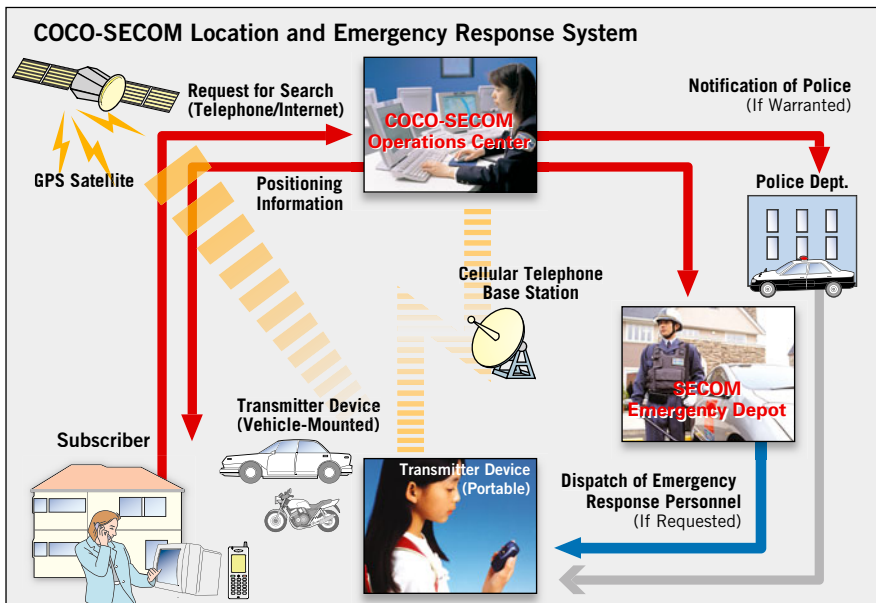 COCO-SECOM Location and Emergency Response System
Request for Search
(Telephone/Internet)
COCO-SECOM
Operations Center
Notification of Police
(If Warranted)
GPS Satellite
Positioning
Information
Police Dept.
Cellular Telephone
Base Station
SECOM
Emergency Depot
Transmitter Device
(Vehicle-Mounted)
Subscriber
Transmitter Device
(Portable)
Dispatch of Emergency
Response Personnel
(If Requested)